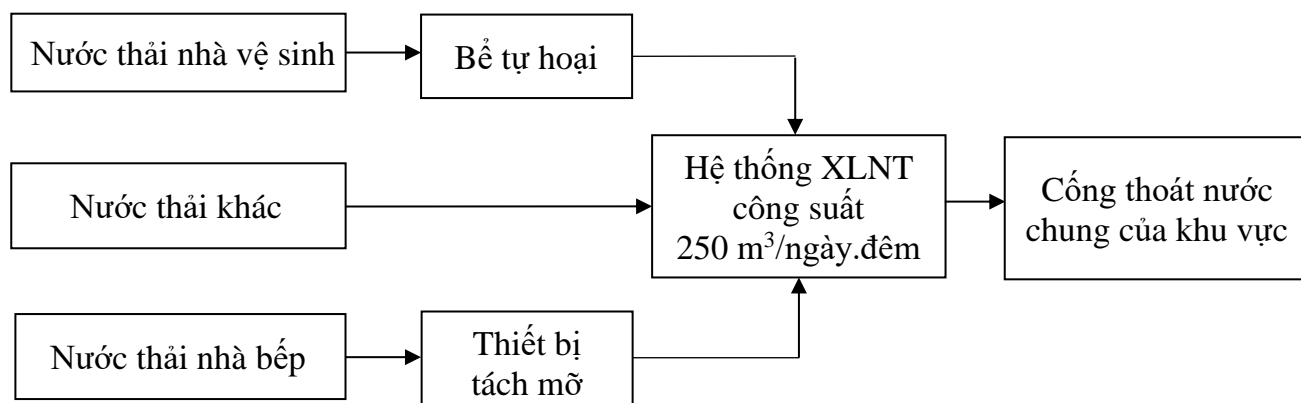 Nước thải nhà vệ sinh
Bể tự hoại
Nước thải khác
Hệ thống XLNT
công suất
250 m³/ngày.đêm
Cống thoát nước
chung của khu vực
Nước thải nhà bếp
Thiết bị
tách mỡ